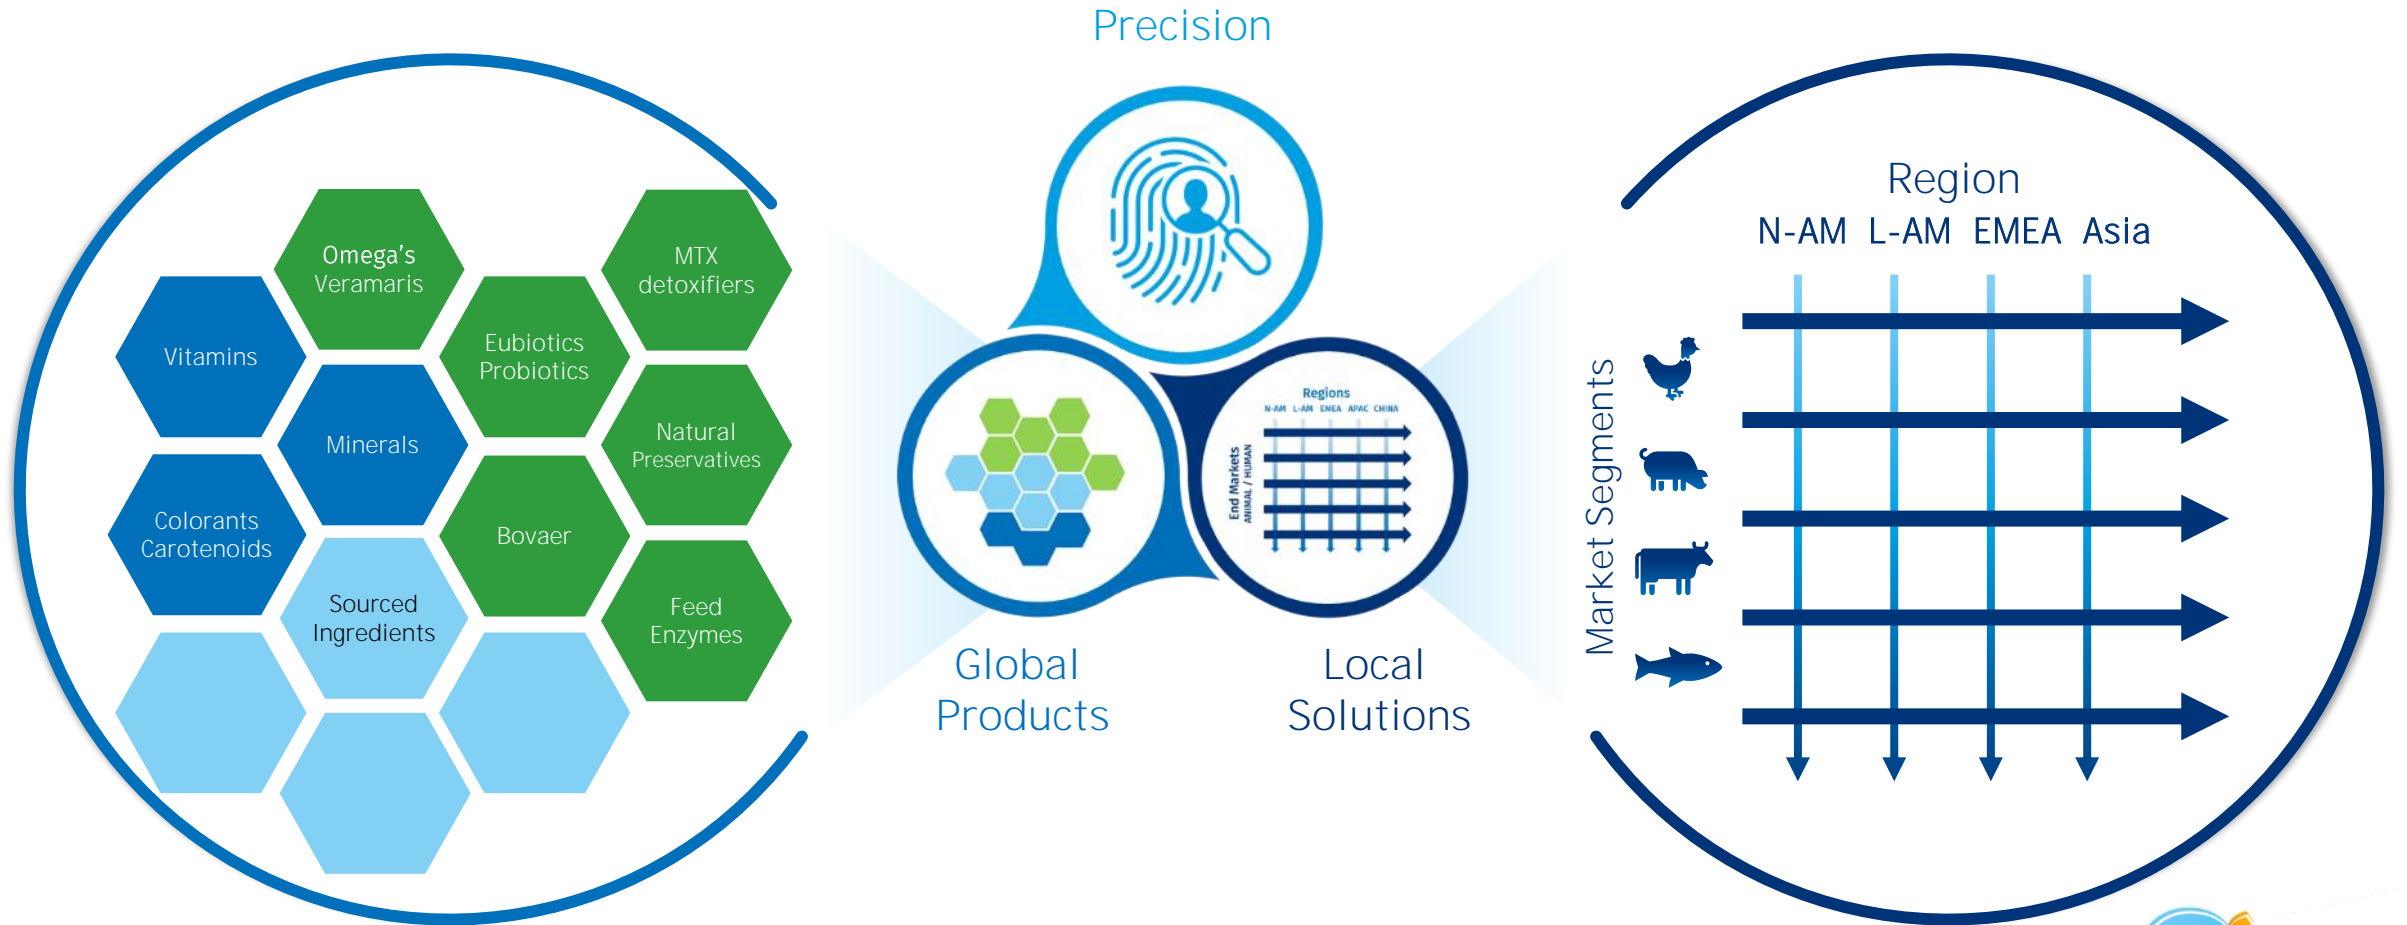 Precision
Omega's
Veramaris
MTX
detoxifiers
Vitamins
Eubiotics
Probiotics
Minerals
Natural
Preservatives
Colorants
Carotenoids
Bovaer
Sourced
Ingredients
Feed
Enzymes
Regions
N-AM L-AM EMEA APAC CHINA
End Markets
ANIMAL / HUMAN
Global
Products
Local
Solutions
Region
N-AM L-AM EMEA Asia
Market Segments